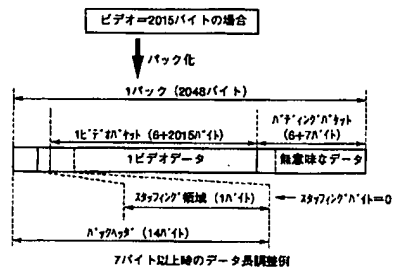 ビデオ=2015バイトの場合
パック化
1パック (2048バイト)
1ビデオパケット (6+2015バイト)
パディングパケット
(6+7バイト)
1ビデオデータ
無意味なデータ
スタッフィング領域 (1バイト)
スタッフィングバイト=0
パックヘッダ (14バイト)
7バイト以上時のデータ長調整例